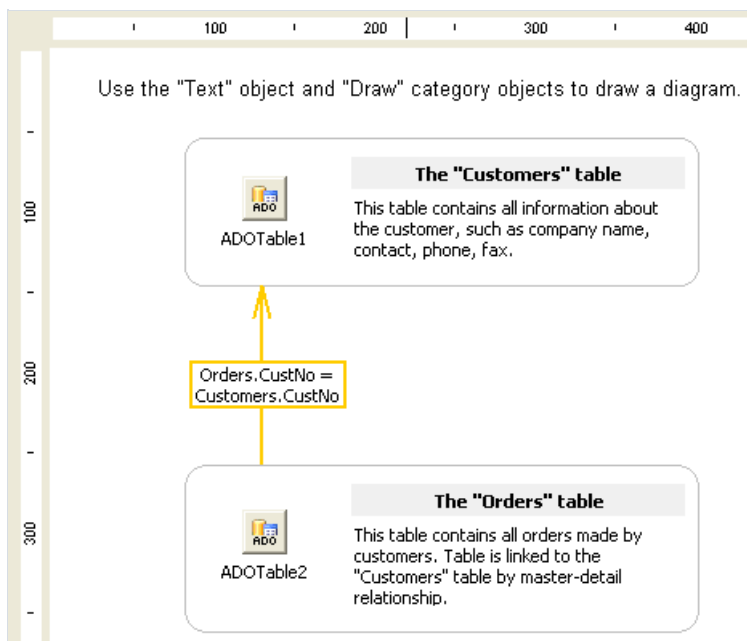 100 200 300 400
Use the "Text" object and "Draw" category objects to draw a diagram.
100
200
300
ADO
ADOTable1
The "Customers" table
This table contains all information about
the customer, such as company name,
contact, phone, fax.
Orders.CustNo =
Customers.CustNo
ADO
ADOTable2
The "Orders" table
This table contains all orders made by
customers. Table is linked to the
"Customers" table by master-detail
relationship.